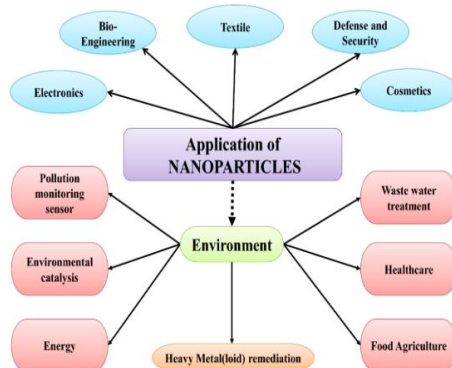 Bio-
Engineering
Textile
Defense and
Security
Electronics
Cosmetics
Application of
NANOPARTICLES
Pollution
monitoring
sensor
Waste water
treatment
Environment
Environmental
catalysis
Healthcare
Energy
Heavy Metal(loid) remediation
Food Agriculture